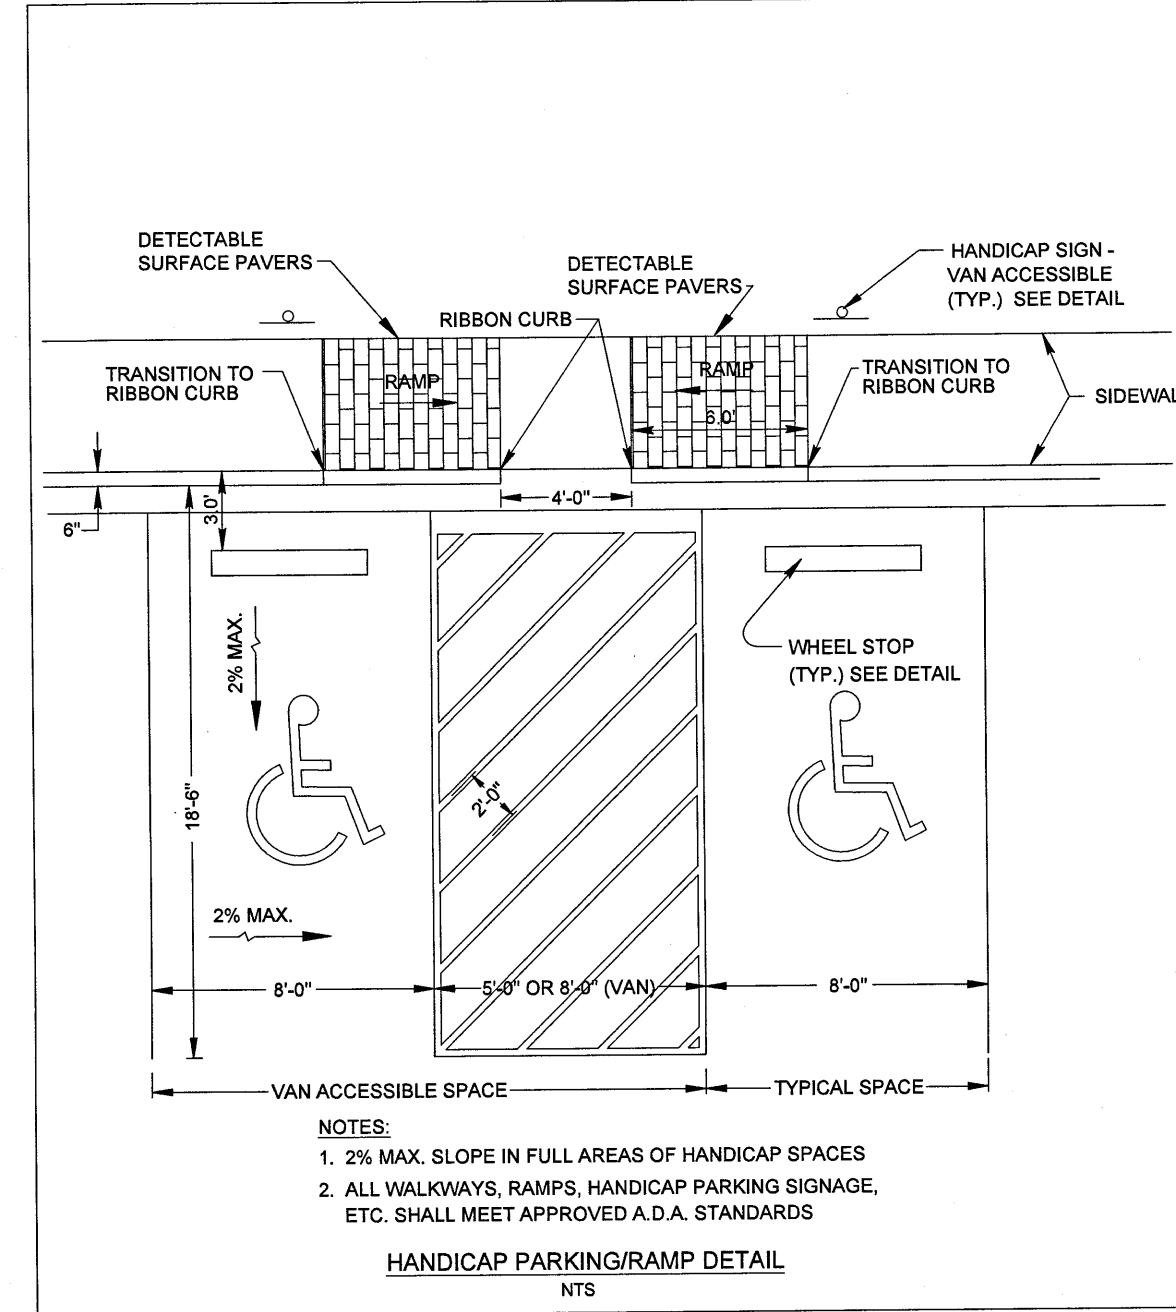 DETECTABLE
SURFACE PAVERS
DETECTABLE
SURFACE PAVERS
HANDICAP SIGN -
VAN ACCESSIBLE
(TYP.) SEE DETAIL
RIBBON CURB
TRANSITION TO
RIBBON CURB
RAMP
RAMP
6.0'
TRANSITION TO
RIBBON CURB
SIDEWAL
6"
3.0'
4'-0"
2% MAX.
WHEEL STOP
(TYP.) SEE DETAIL
18'-6"
2'-0"
2% MAX.
8'-0"
5'-0" OR 8'-0" (VAN)
8'-0"
VAN ACCESSIBLE SPACE
TYPICAL SPACE
NOTES:
1. 2% MAX. SLOPE IN FULL AREAS OF HANDICAP SPACES
2. ALL WALKWAYS, RAMPS, HANDICAP PARKING SIGNAGE,
ETC. SHALL MEET APPROVED A.D.A. STANDARDS
HANDICAP PARKING/RAMP DETAIL
NTS